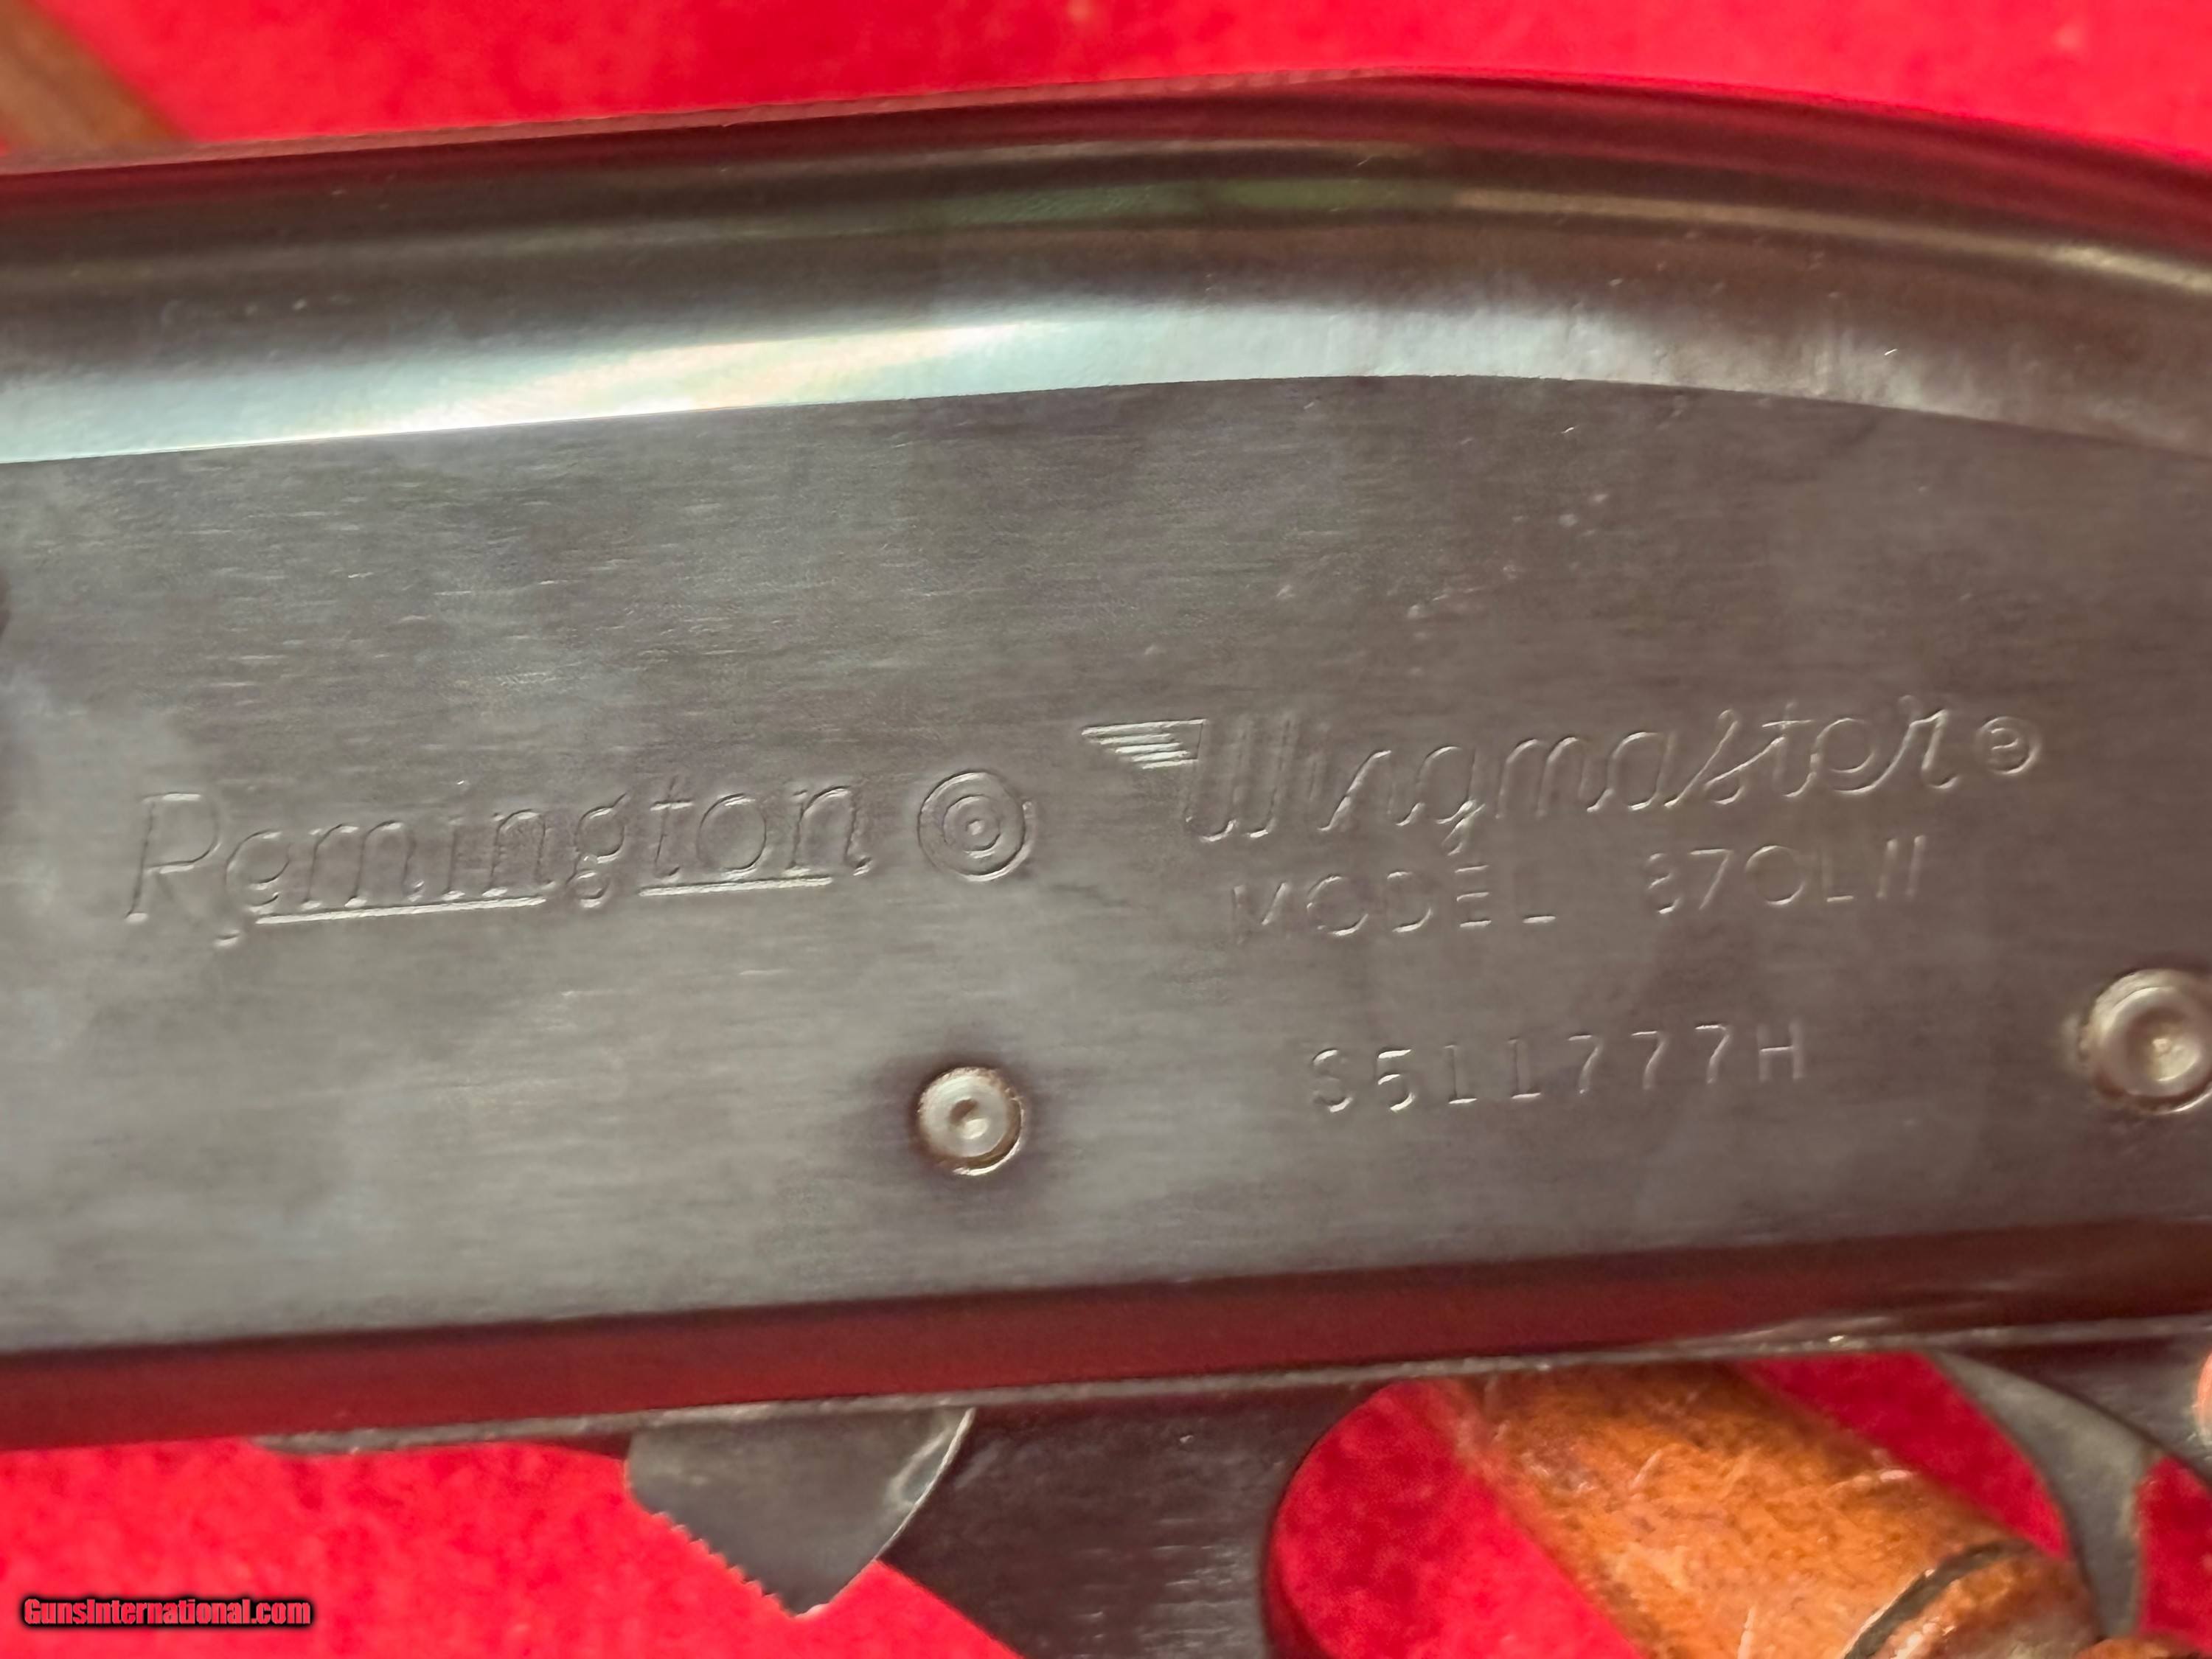 Remington Wingmaster®
MODEL 870LW
S511777H
GunsInternational.com